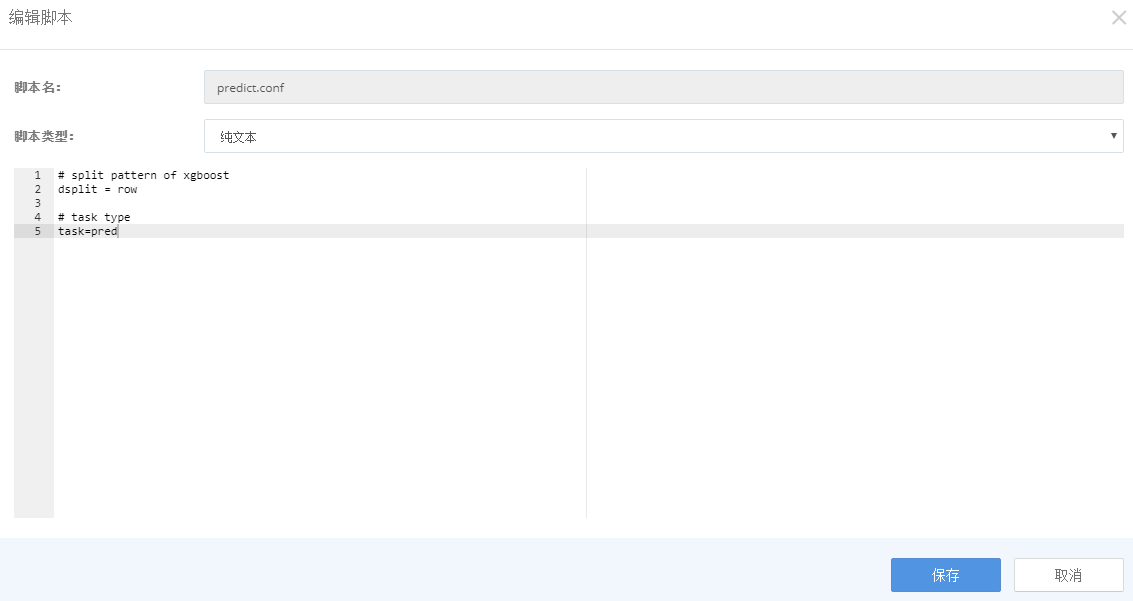 编辑脚本
脚本名:
predict.conf
脚本类型:
纯文本
1 # split pattern of xgboost
2 dsplit = row
3
4 # task type
5 task=pred
保存
取消